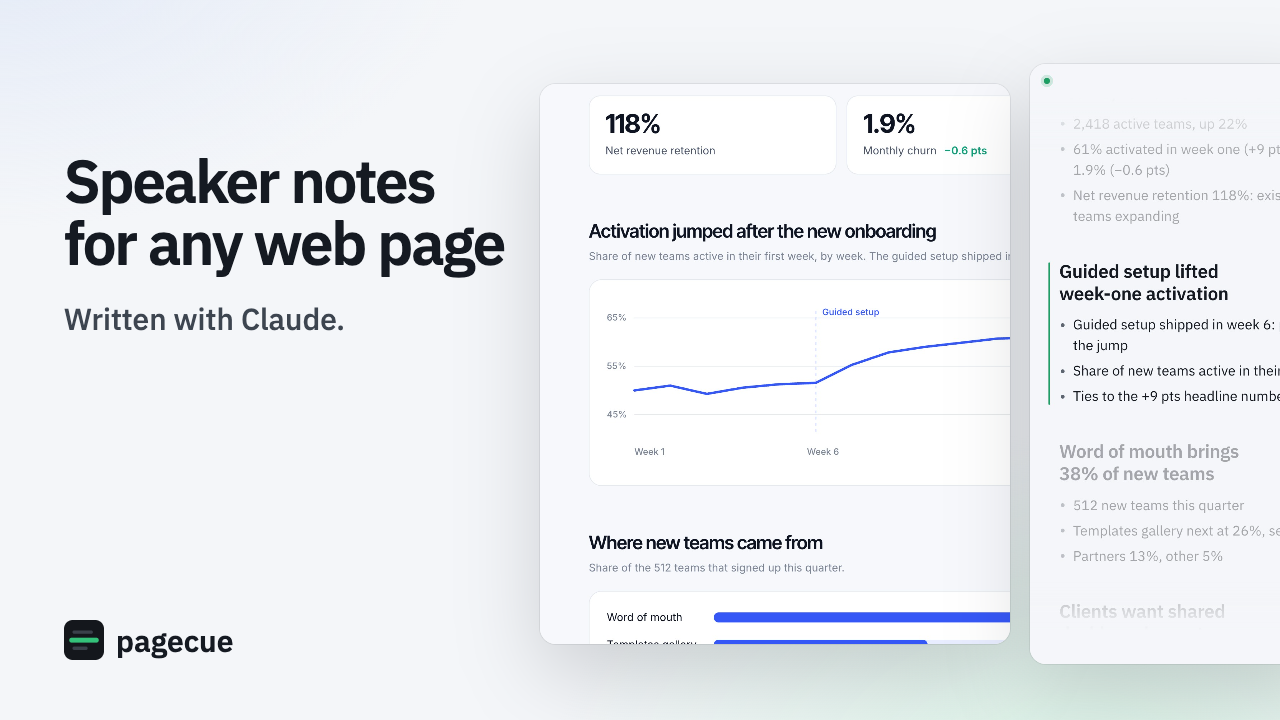 Speaker notes
for any web page
Written with Claude.
pagecue
118%
Net revenue retention
1.9%
Monthly churn −0.6 pts
Activation jumped after the new onboarding
Share of new teams active in their first week, by week. The guided setup shipped
65%
55%
45%
Guided setup
Week 1
Week 6
Where new teams came from
Share of the 512 teams that signed up this quarter.
Word of mouth
Templates gallery
• 2,418 active teams, up 22%
• 61% activated in week one (+9
1.9% (−0.6 pts)
• Net revenue retention 118%:
teams expanding
Guided setup lifted
week-one activation
• Guided setup shipped in week 6:
the jump
• Share of new teams active in their
• Ties to the +9 pts headline
Word of mouth brings
38% of new teams
• 512 new teams this quarter
• Templates gallery next at 26%,
• Partners 13%, other 5%
Clients want shared